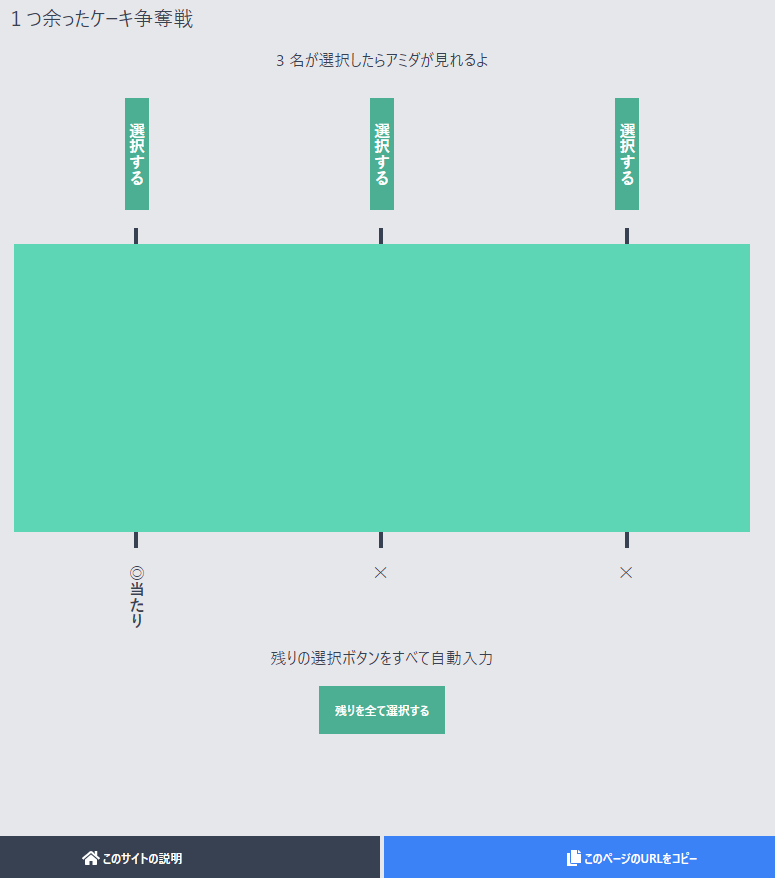 １つ余ったケーキ争奪戦
3 名が選択したらアミダが見れるよ
選択する
選択する
選択する
◎当たり
×
×
残りの選択ボタンをすべて自動入力
残りを全て選択する
このサイトの説明
このページのURLをコピー